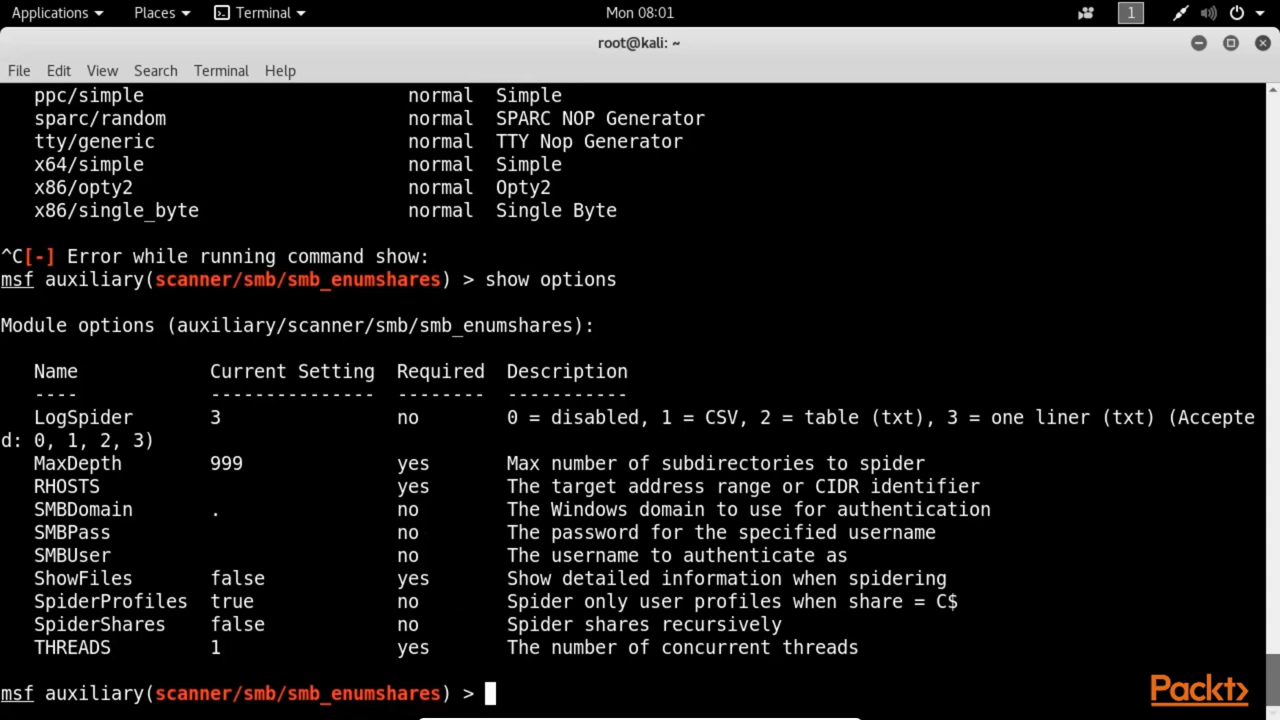 Applications Places Terminal Mon 08:01 1
root@kali: ~
File Edit View Search Terminal Help
ppc/simple normal Simple
sparc/random normal SPARC NOP Generator
tty/generic normal TTY Nop Generator
x64/simple normal Simple
x86/opty2 normal Opty2
x86/single_byte normal Single Byte
^C[-] Error while running command show:
msf auxiliary(scanner/smb/smb_enumshares) > show options
Module options (auxiliary/scanner/smb/smb_enumshares):
Name Current Setting Required Description
---- --------------- -------- -----------
LogSpider 3 no 0 = disabled, 1 = CSV, 2 = table (txt), 3 = one liner (txt) (Accepte
d: 0, 1, 2, 3)
MaxDepth 999 yes Max number of subdirectories to spider
RHOSTS yes The target address range or CIDR identifier
SMBDomain . no The Windows domain to use for authentication
SMBPass no The password for the specified username
SMBUser no The username to authenticate as
ShowFiles false yes Show detailed information when spidering
SpiderProfiles true no Spider only user profiles when share = C$
SpiderShares false no Spider shares recursively
THREADS 1 yes The number of concurrent threads
msf auxiliary(scanner/smb/smb_enumshares) >
Packt>